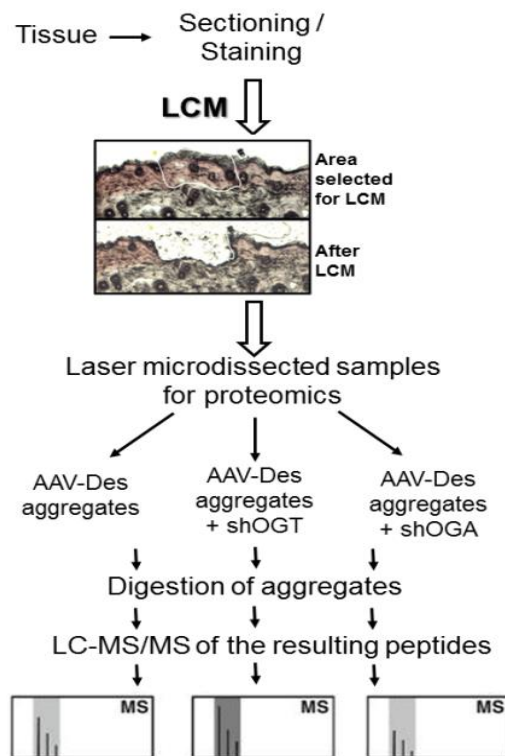 Tissue
Sectioning /
Staining
LCM
Area
selected
for LCM
After
LCM
Laser microdissected samples
for proteomics
AAV-Des
aggregates
AAV-Des
aggregates
+ shOGT
AAV-Des
aggregates
+ shOGA
Digestion of aggregates
LC-MS/MS of the resulting peptides
MS
MS
MS